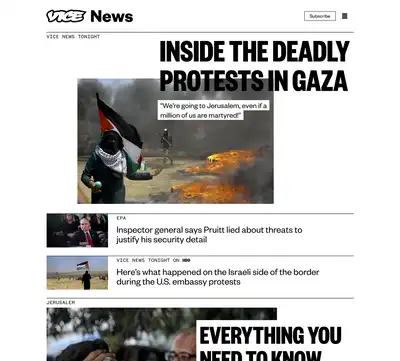 VICE News
Subscribe
VICE NEWS TONIGHT
INSIDE THE DEADLY
PROTESTS IN GAZA
"We're going to Jerusalem, even if a
million of us are martyred!"
EPA
Inspector general says Pruitt lied about threats to
justify his security detail
VICE NEWS TONIGHT ON HBO
Here's what happened on the Israeli side of the border
during the U.S. embassy protests
JERUSALEM
EVERYTHING YOU
NEED TO KNOW